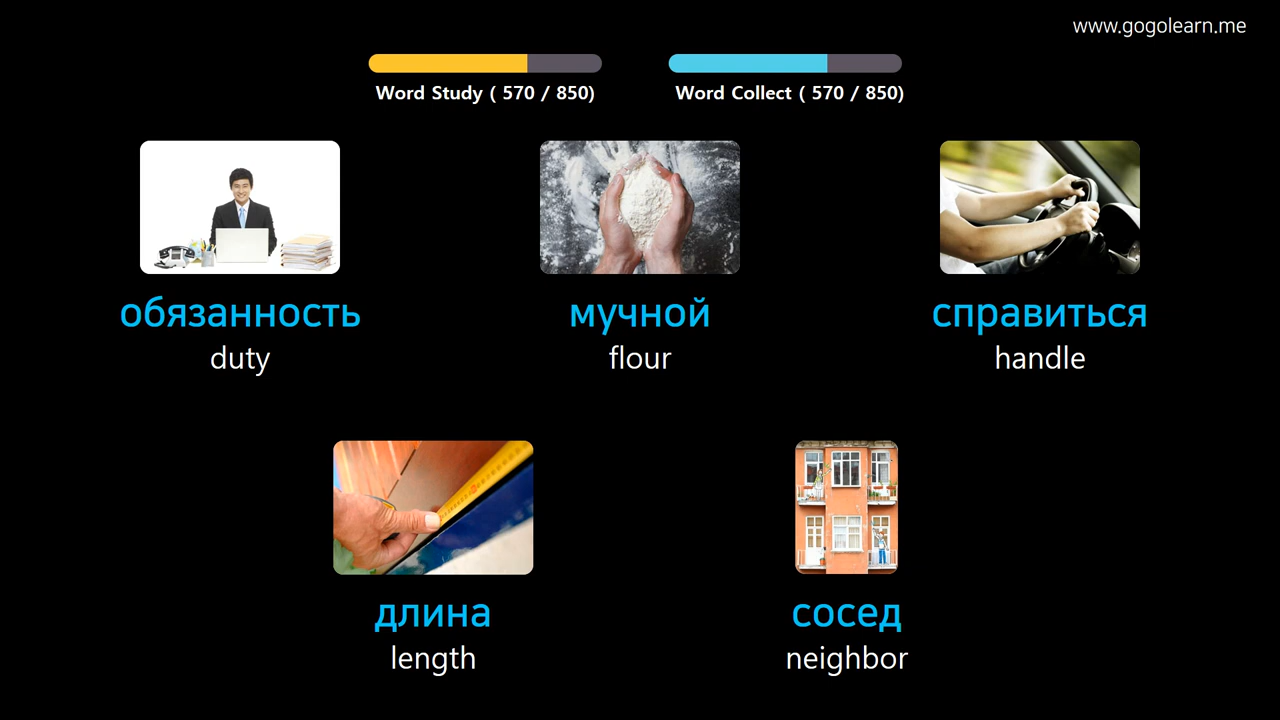 www.gogolearn.me
Word Study ( 570 / 850)
Word Collect ( 570 / 850)
обязанность
duty
мучной
flour
справиться
handle
длина
length
сосед
neighbor